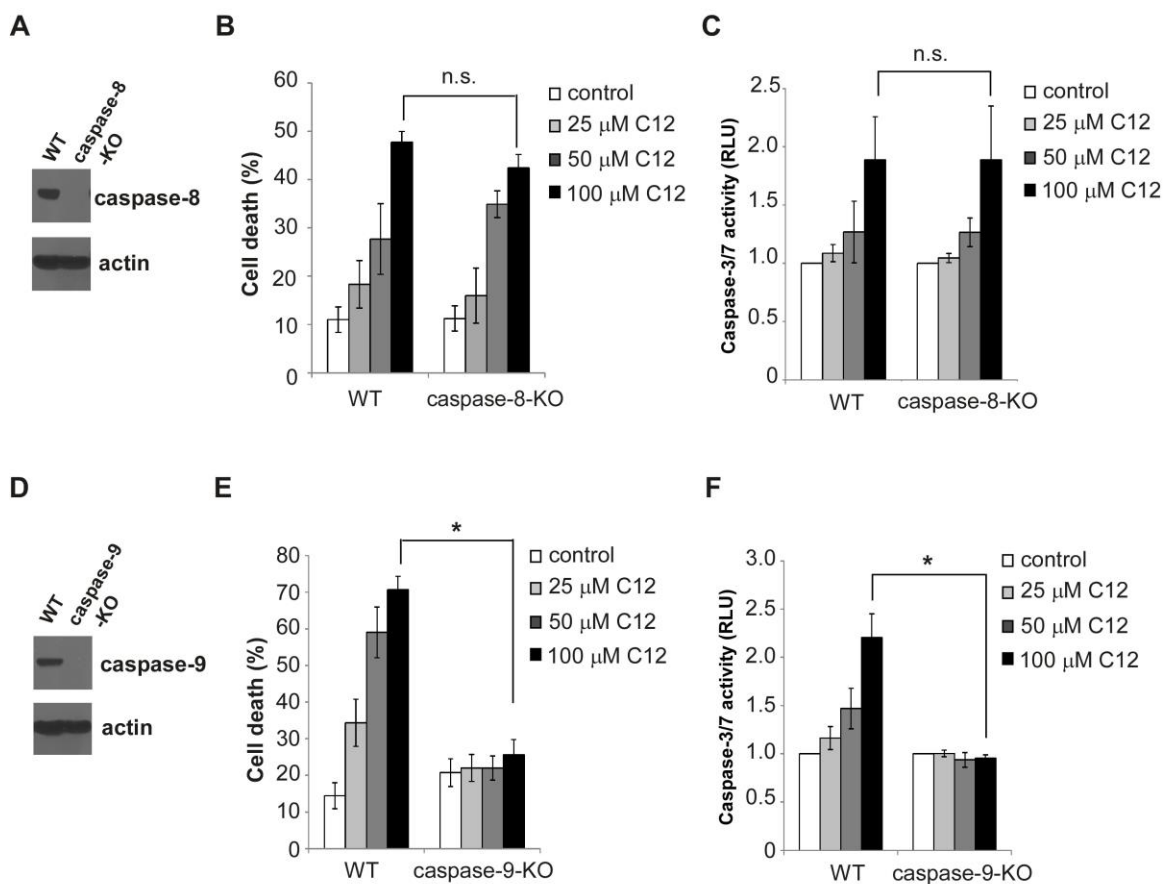 A
WT
caspase-8
-KO
caspase-8
actin
B
n.s.
Cell death (%)
60
50
40
30
20
10
0
control
25 μM C12
50 μM C12
100 μM C12
WT
caspase-8-KO
C
n.s.
Caspase-3/7 activity (RLU)
2.5
2.0
1.5
1.0
0.5
0
control
25 μM C12
50 μM C12
100 μM C12
WT
caspase-8-KO
D
WT
caspase-9
-KO
caspase-9
actin
E
*
Cell death (%)
80
70
60
50
40
30
20
10
0
control
25 μM C12
50 μM C12
100 μM C12
WT
caspase-9-KO
F
*
Caspase-3/7 activity (RLU)
3.0
2.5
2.0
1.5
1.0
0.5
0
control
25 μM C12
50 μM C12
100 μM C12
WT
caspase-9-KO